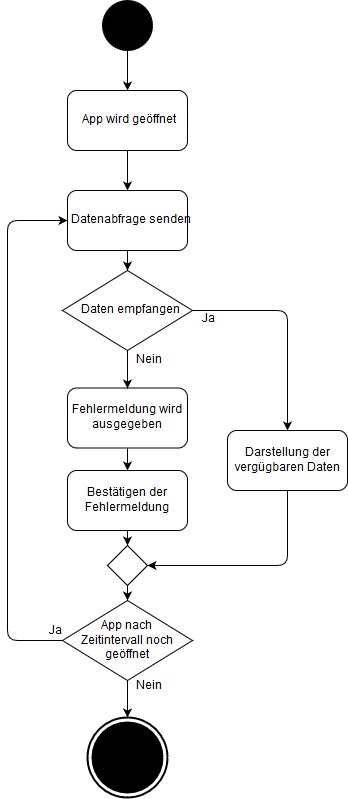 App wird geöffnet
Datenabfrage senden
Daten empfangen
Ja
Nein
Fehlermeldung wird
ausgegeben
Darstellung der
vergügbaren Daten
Bestätigen der
Fehlermeldung
App nach
Zeitintervall noch
geöffnet
Ja
Nein